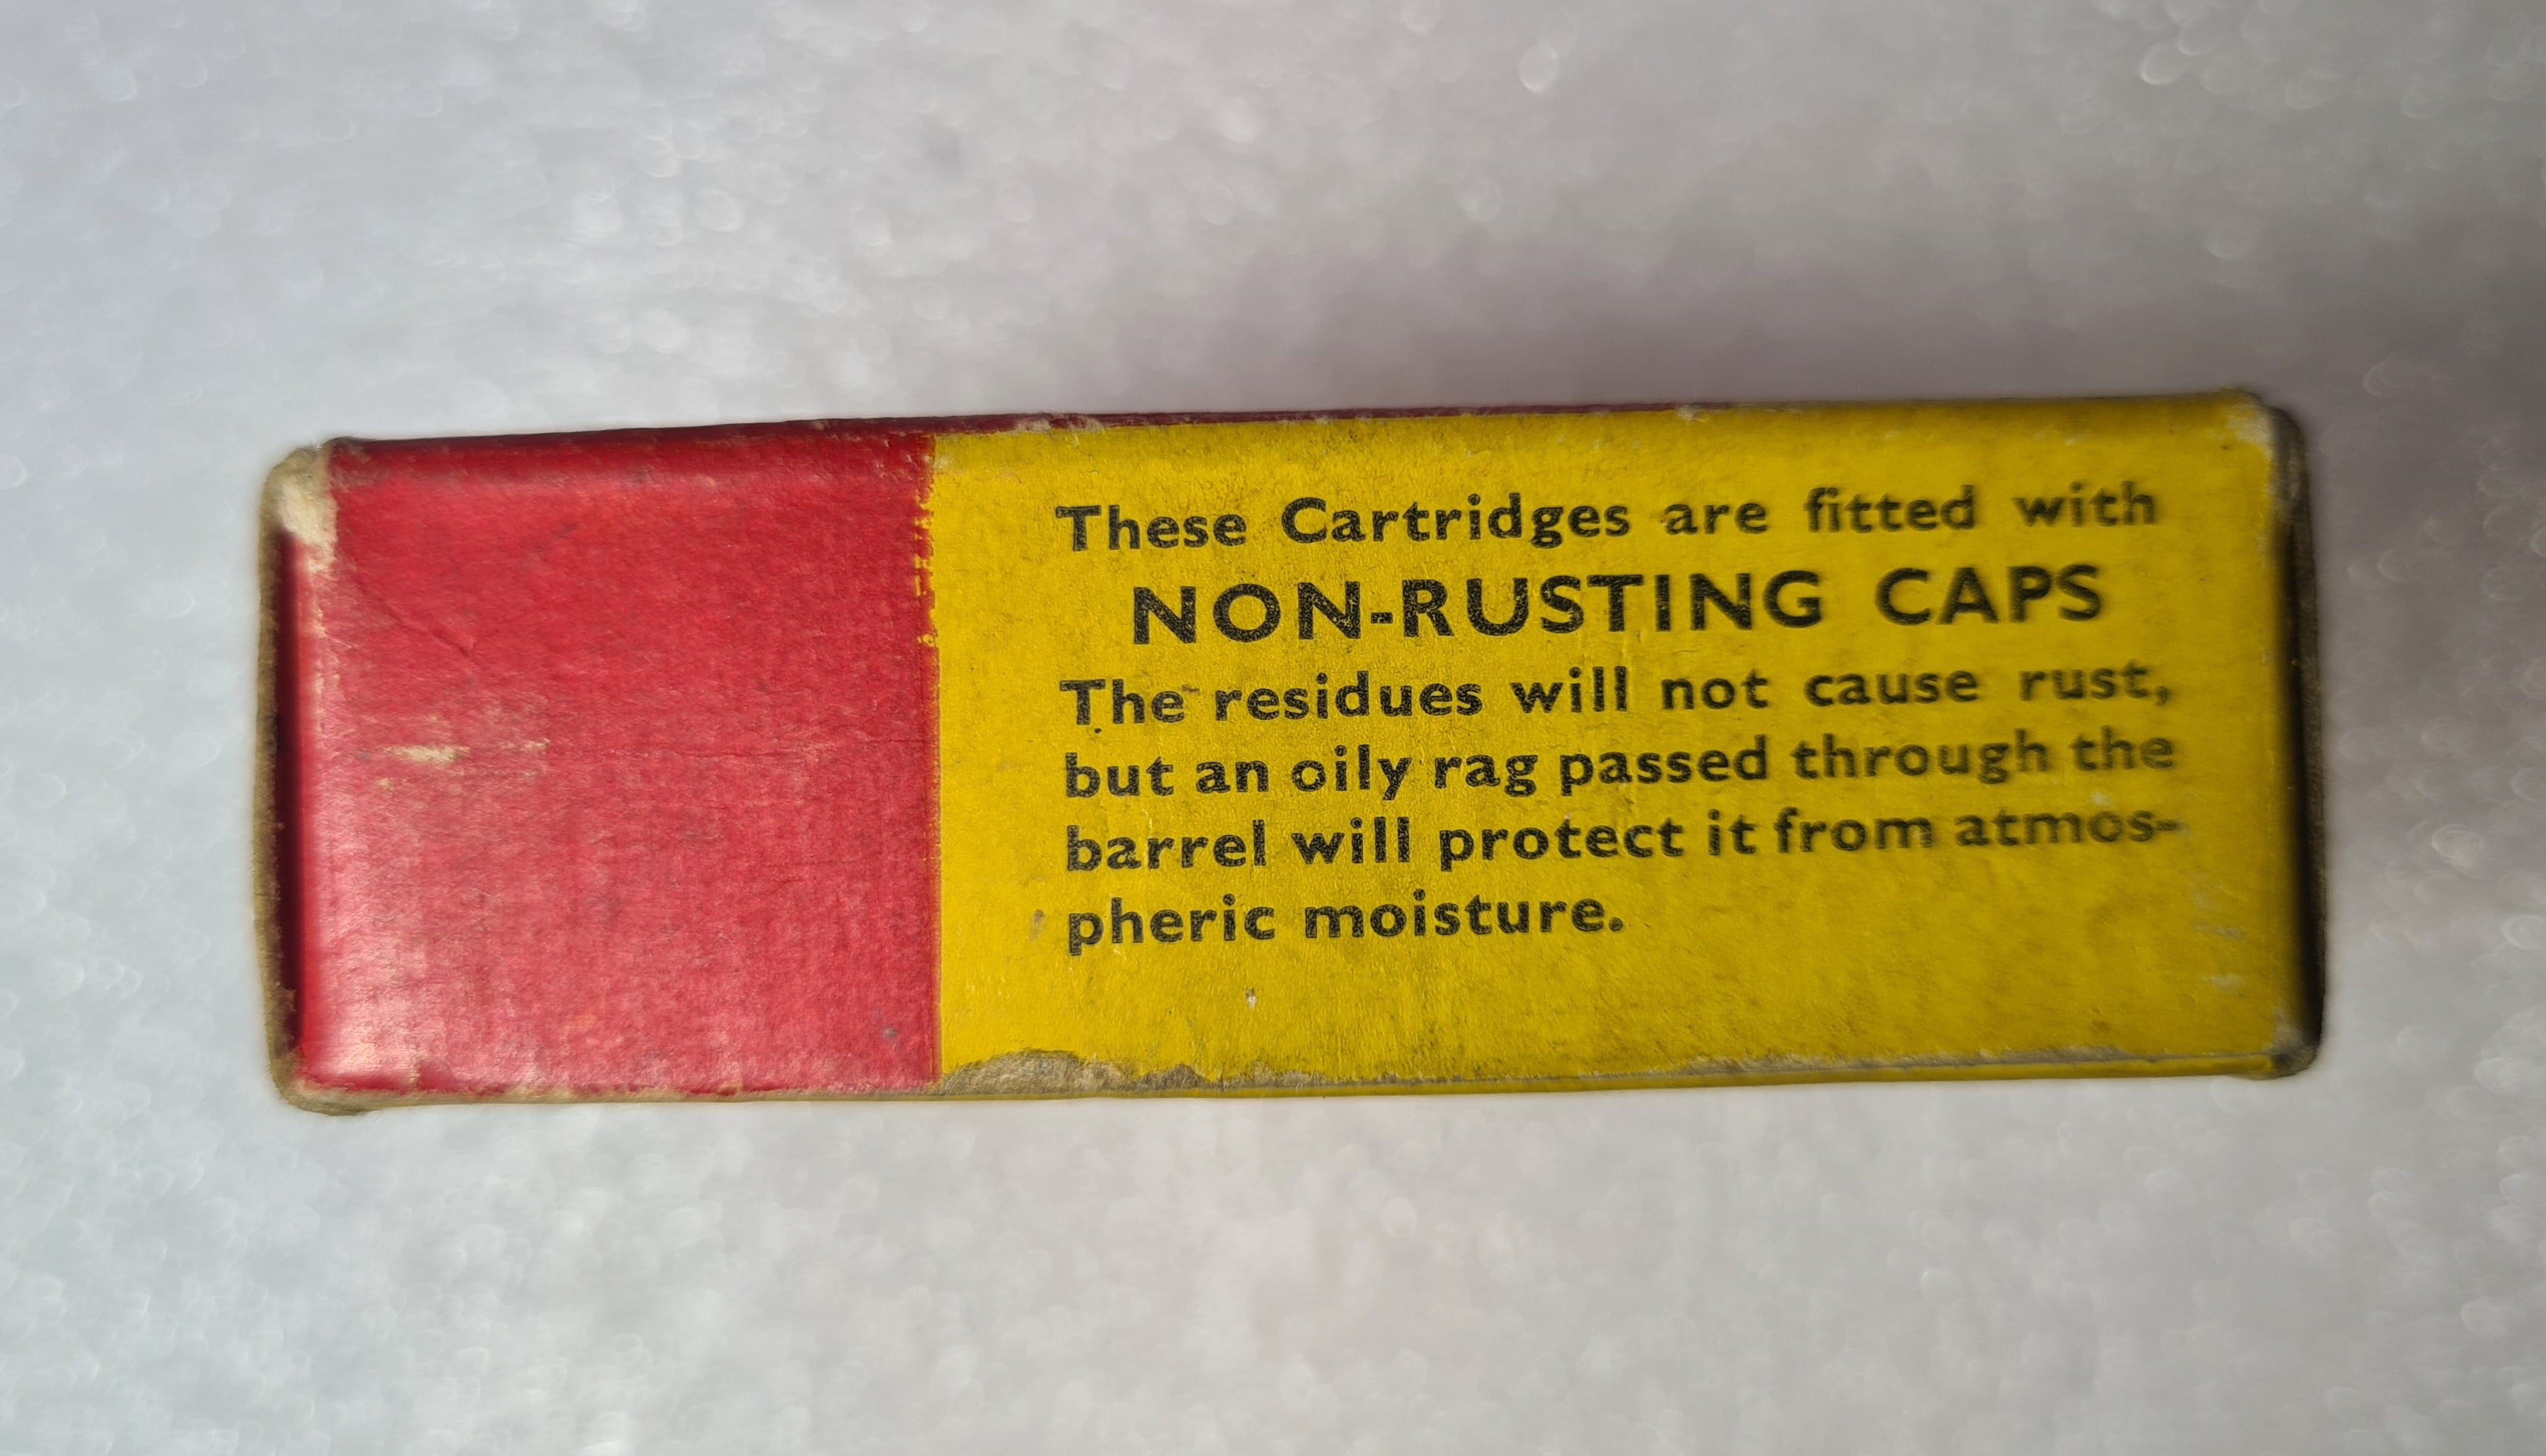 These Cartridges are fitted with
NON-RUSTING CAPS
The residues will not cause rust,
but an oily rag passed through the
barrel will protect it from atmos-
pheric moisture.